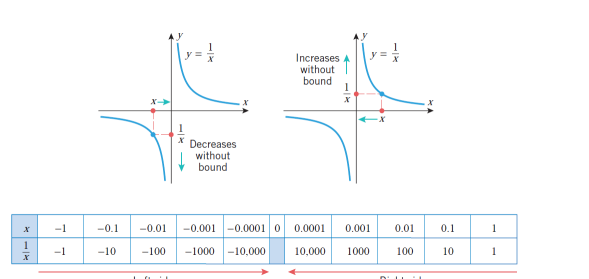 y
y = 1/x
x
x
1/x
Decreases
without
bound
y
y = 1/x
Increases
without
bound
1/x
x
x
x −1 −0.1 −0.01 −0.001 −0.0001 0 0.0001 0.001 0.01 0.1 1
1/x −1 −10 −100 −1000 −10,000 10,000 1000 100 10 1